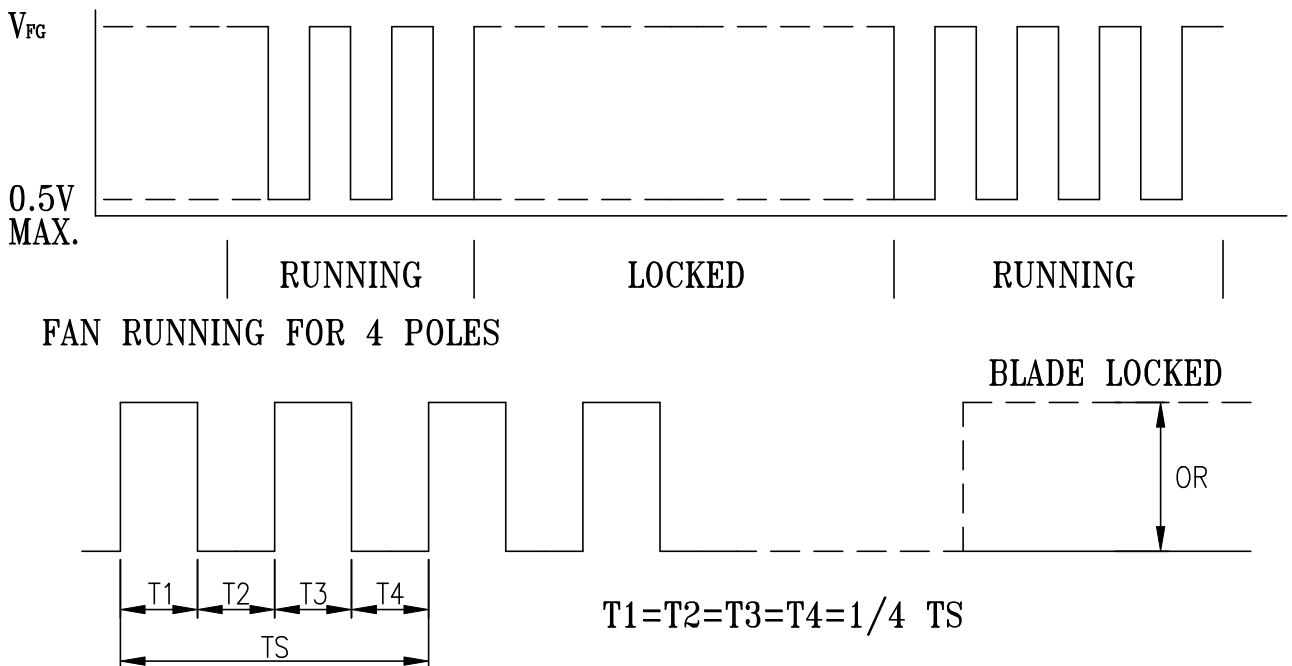 VFG
0.5V
MAX.
RUNNING
LOCKED
RUNNING
FAN RUNNING FOR 4 POLES
BLADE LOCKED
OR
T1
T2
T3
T4
T1=T2=T3=T4=1/4 TS
TS